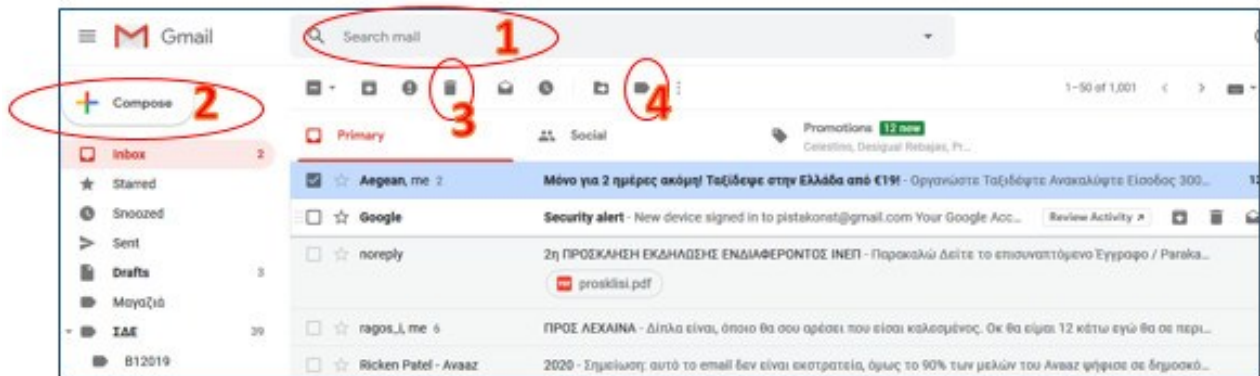 Gmail
Search mail
1
Compose
2
3
4
1–50 of 1,001
Primary
Social
Promotions 12 new
Celestino, Desigual Rebajas, Pr...
Inbox 2
Starred
Snoozed
Sent
Drafts 3
Μαγαζιά
ΣΔΕ 39
B12019
Aegean, me 2 Μόνο για 2 ημέρες ακόμη! Ταξίδεψε στην Ελλάδα από €19! - Οργανώστε Ταξιδέψτε Ανακαλύψτε Είσοδος 300... 12
Google Security alert - New device signed in to pistakonst@gmail.com Your Google Acc... Review Activity
noreply 2η ΠΡΟΣΚΛΗΣΗ ΕΚΔΗΛΩΣΗΣ ΕΝΔΙΑΦΕΡΟΝΤΟΣ ΙΝΕΠ - Παρακαλώ Δείτε το επισυναπτόμενο Έγγραφο / Paraka...
PDF prosklisi.pdf
ragos_i, me 6 ΠΡΟΣ ΛΕΧΑΙΝΑ - Δίπλα είναι, όποιο θα σου αρέσει που είσαι καλεσμένος. Οκ θα είμαι 12 κάτω εγώ θα σε περι...
Ricken Patel - Avaaz 2020 - Σημείωση: αυτό το email δεν είναι εκστρατεία, όμως το 90% των μελών του Avaaz ψήφισε σε δημοσκό...